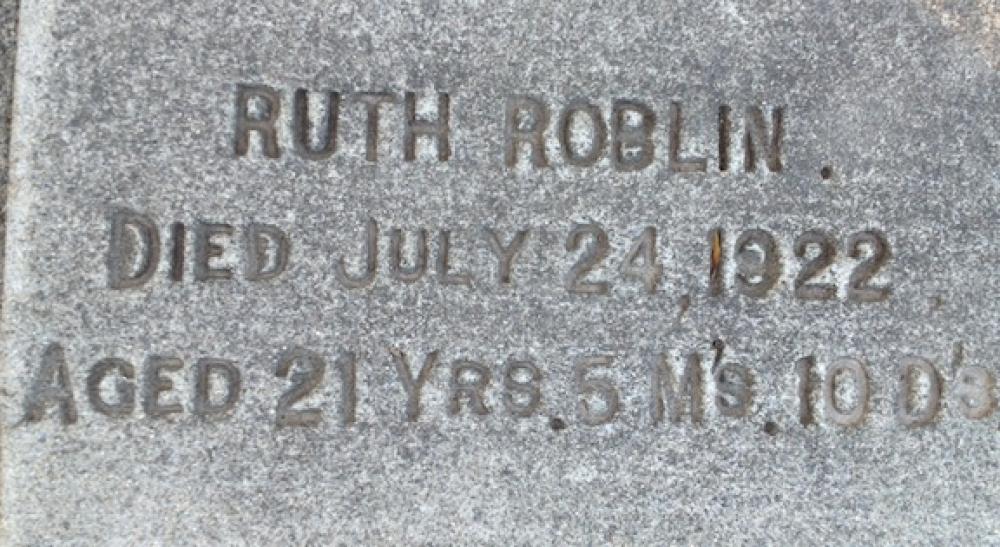 RUTH ROBLIN.
DIED JULY 24, 1922,
AGED 21 YRS. 5 M'S. 10 D'S